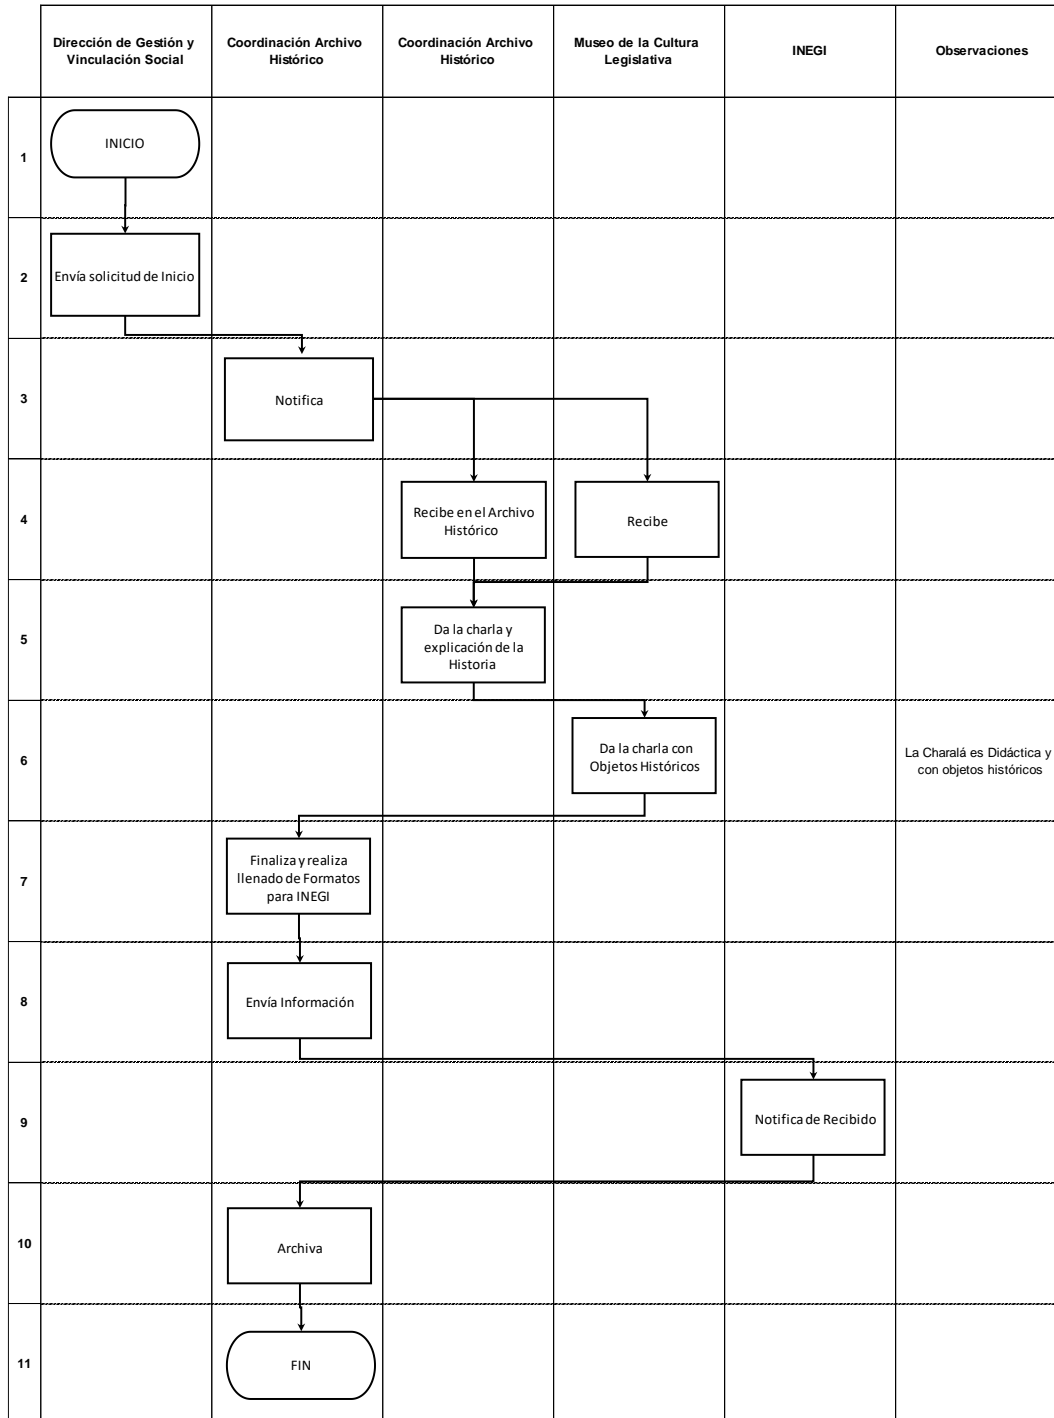 Dirección de Gestión y
Vinculación Social
Coordinación Archivo
Histórico
Coordinación Archivo
Histórico
Museo de la Cultura
Legislativa
INEGI
Observaciones
1
INICIO
2
Envía solicitud de Inicio
3
Notifica
4
Recibe en el Archivo
Histórico
Recibe
5
Da la charla y
explicación de la
Historia
6
Da la charla con
Objetos Históricos
La Charalá es Didáctica y
con objetos históricos
7
Finaliza y realiza
llenado de Formatos
para INEGI
8
Envía Información
9
Notifica de Recibido
10
Archiva
11
FIN